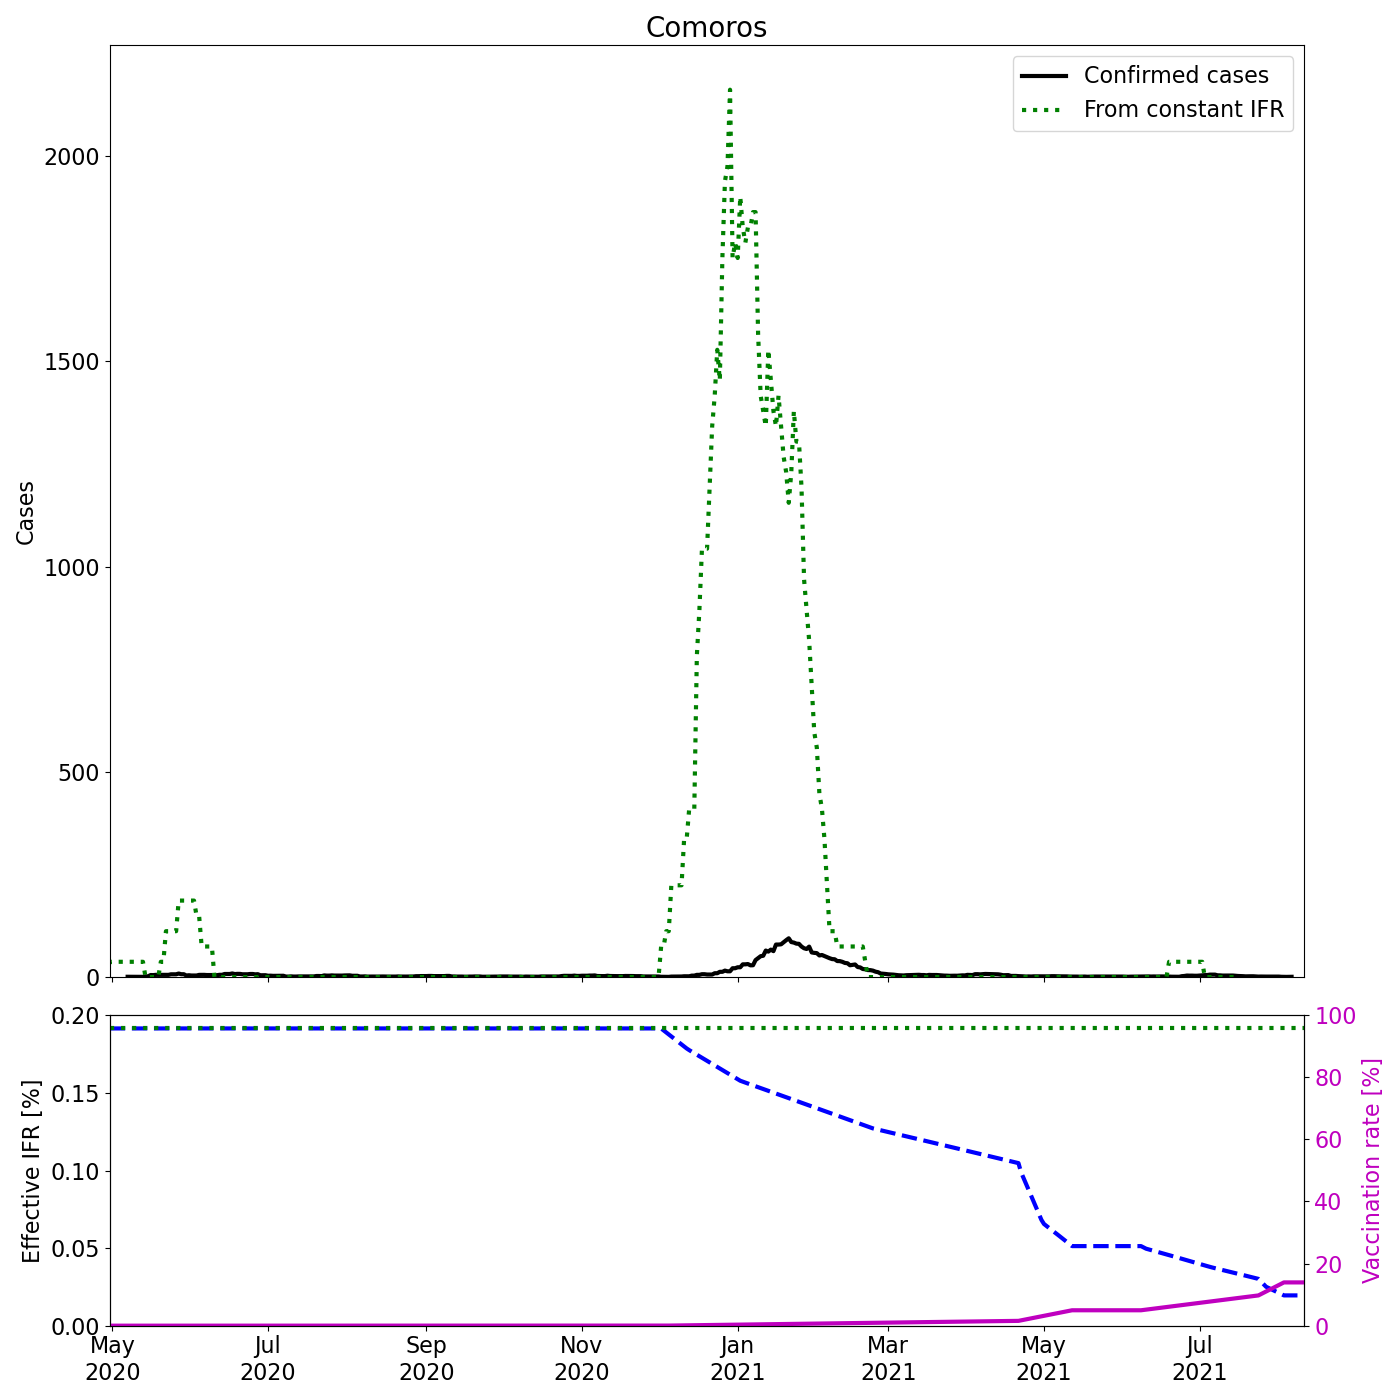 Comoros
Confirmed cases
From constant IFR
2000
1500
1000
500
0
Cases
0.20
0.15
0.10
0.05
0.00
Effective IFR [%]
100
80
60
40
20
0
Vaccination rate [%]
May Jul Sep Nov Jan Mar May Jul
2020 2020 2020 2020 2021 2021 2021 2021